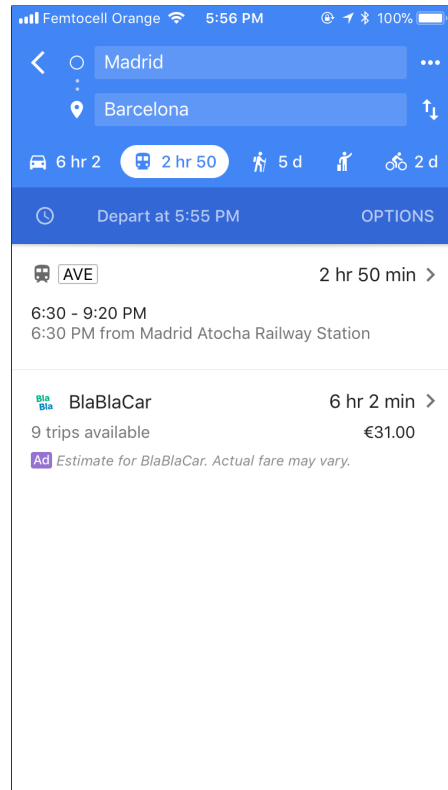 Femtocell Orange 5:56 PM 100%
Madrid
Barcelona
6 hr 2 2 hr 50 5 d 2 d
Depart at 5:55 PM OPTIONS
AVE 2 hr 50 min
6:30 - 9:20 PM
6:30 PM from Madrid Atocha Railway Station
Bla
Bla BlaBlaCar 6 hr 2 min
9 trips available €31.00
Ad Estimate for BlaBlaCar. Actual fare may vary.